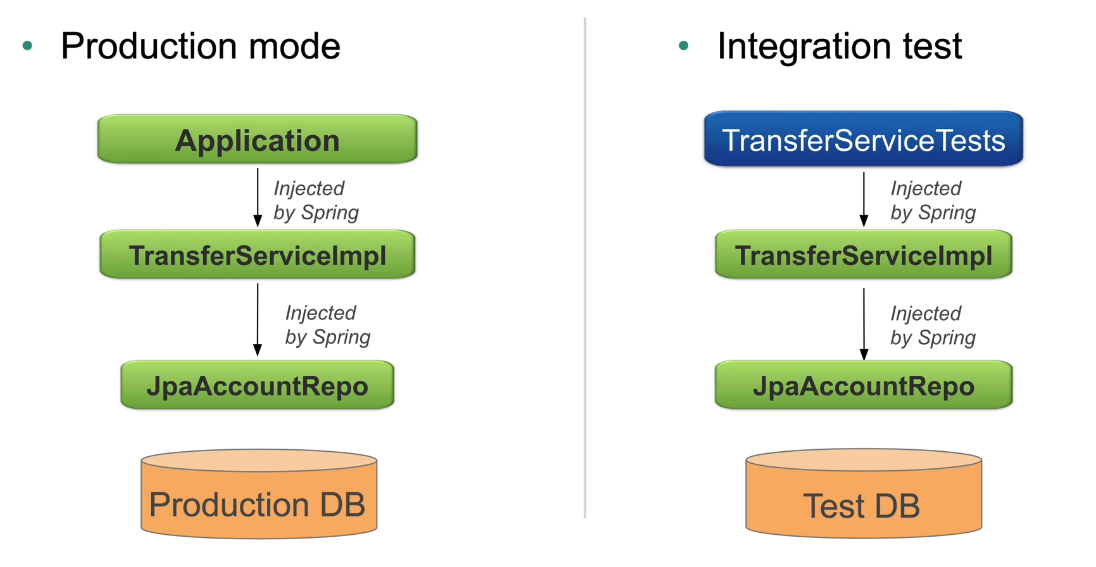 • Production mode
Application
Injected
by Spring
TransferServiceImpl
Injected
by Spring
JpaAccountRepo
Production DB
• Integration test
TransferServiceTests
Injected
by Spring
TransferServiceImpl
Injected
by Spring
JpaAccountRepo
Test DB